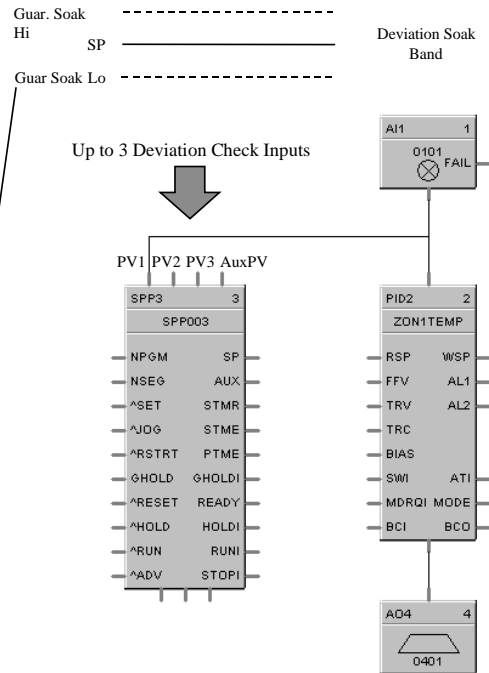 Guar. Soak
Hi
SP
Guar Soak Lo
Deviation Soak
Band
Up to 3 Deviation Check Inputs
AI1 1
0101
FAIL
PV1 PV2 PV3 AuxPV
SPP3 3
SPP003
NPGM SP
NSEG AUX
^SET STMR
^JOG STME
^RSTRT PTME
GHOLD GHOLDI
^RESET READY
^HOLD HOLDI
^RUN RUNI
^ADV STOPI
PID2 2
ZON1TEMP
RSP WSP
FFV AL1
TRV AL2
TRC
BIAS
SWI ATI
MDRQI MODE
BCI BCO
AO4 4
0401